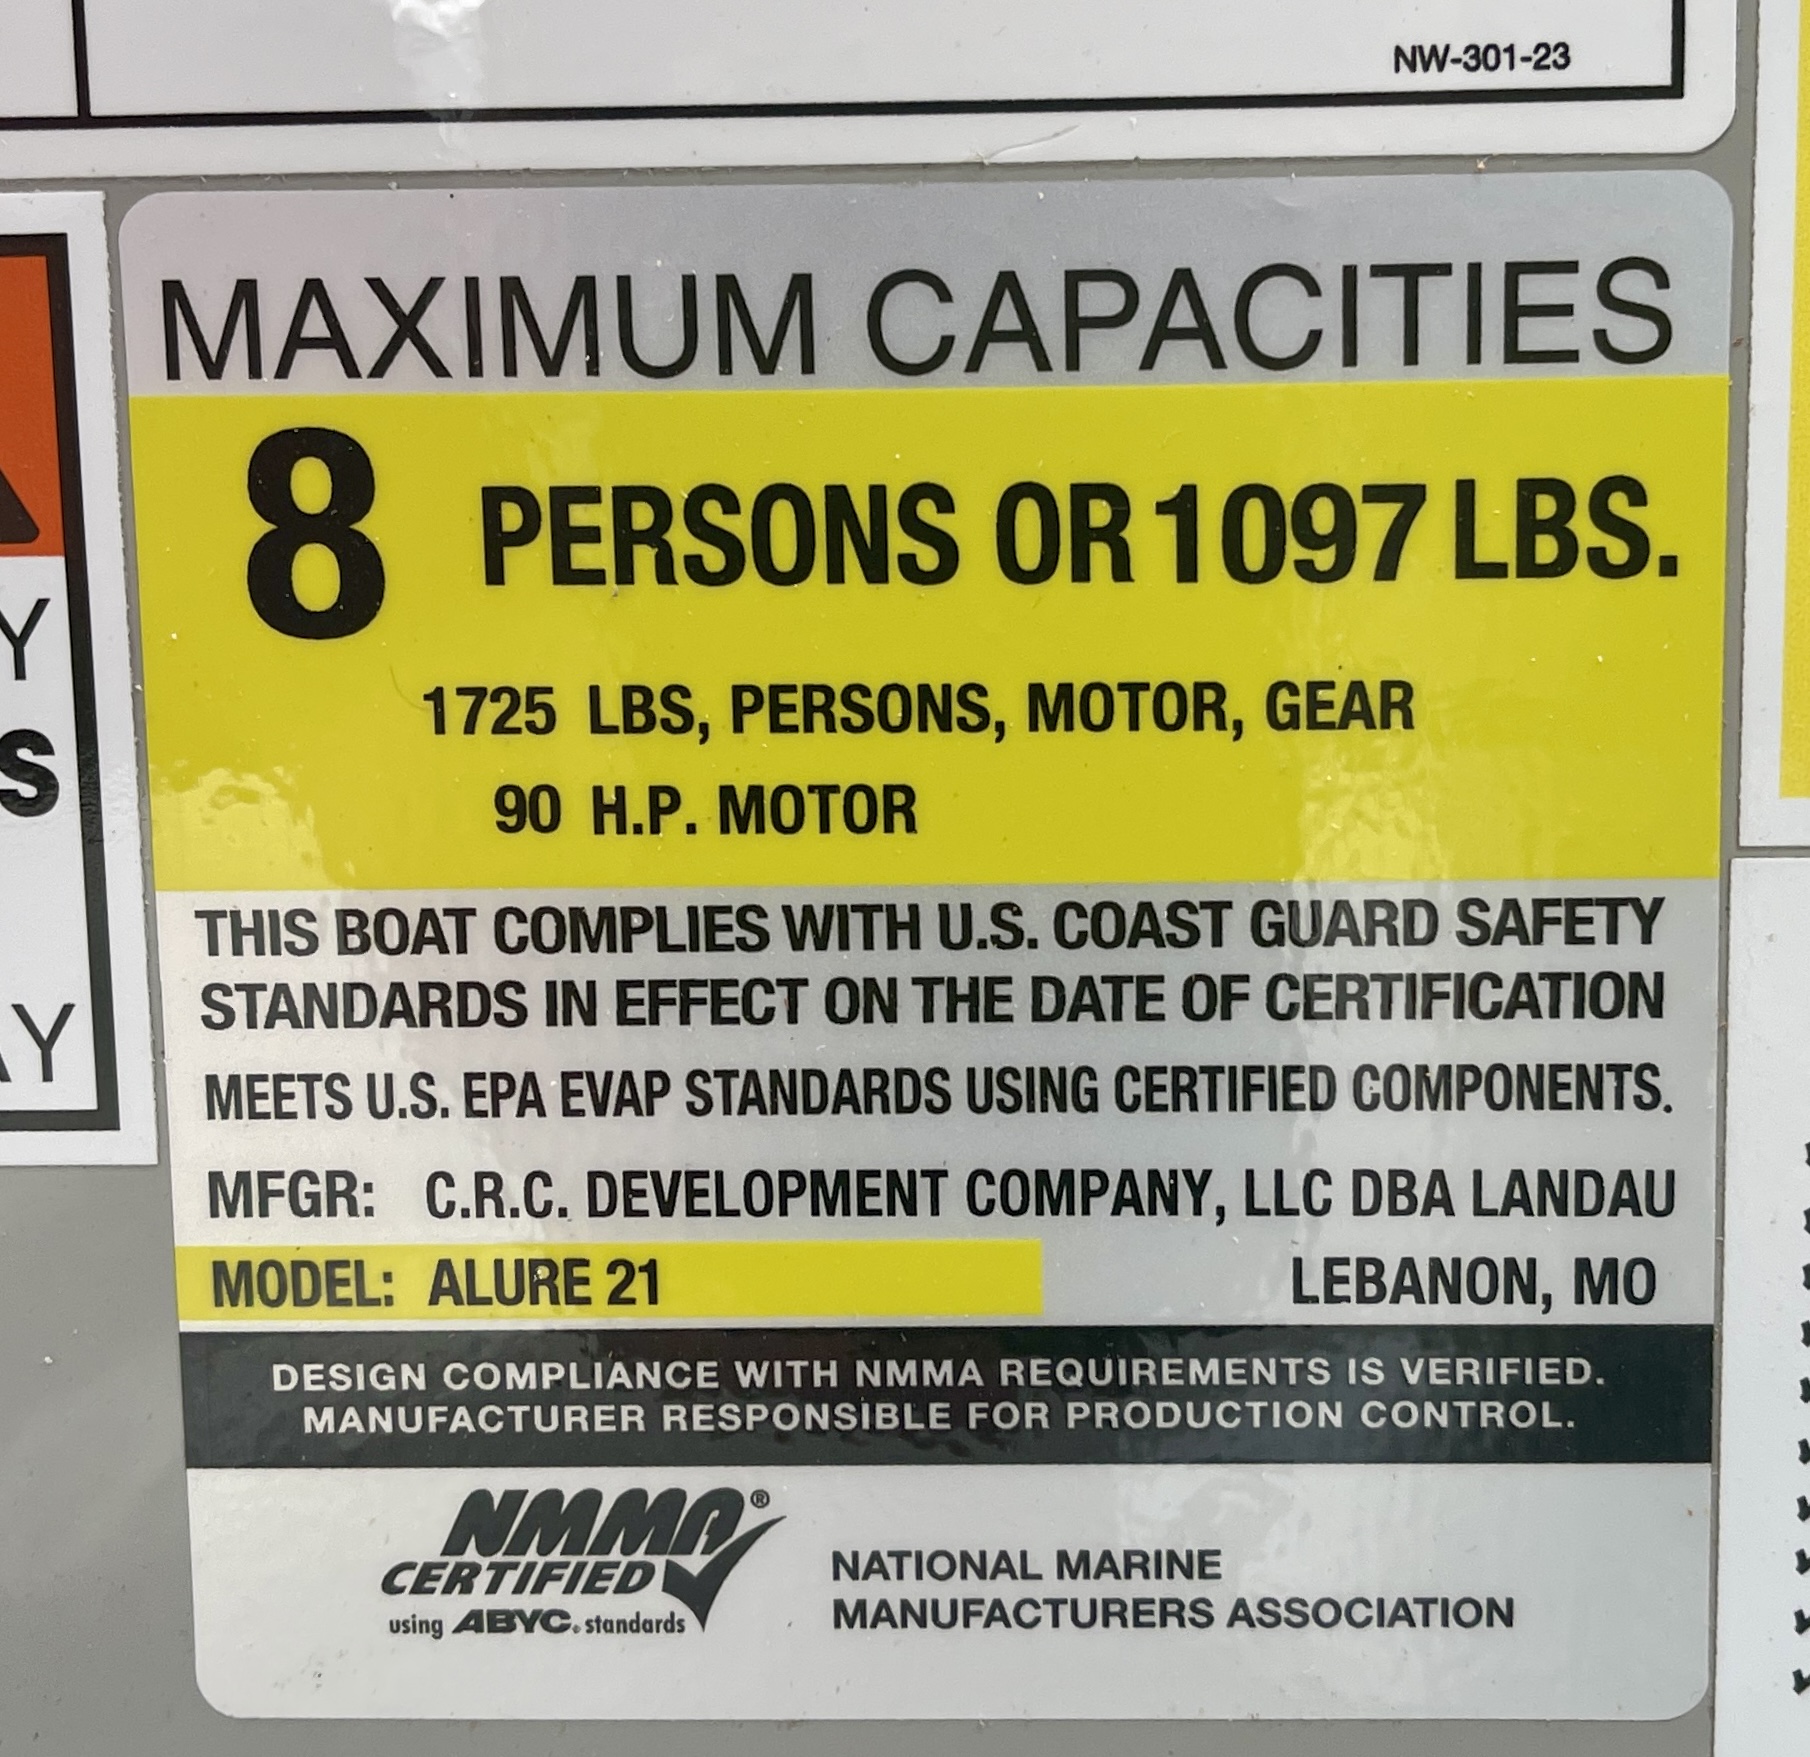 NW-301-23
MAXIMUM CAPACITIES
8 PERSONS OR 1097 LBS.
1725 LBS, PERSONS, MOTOR, GEAR
90 H.P. MOTOR
THIS BOAT COMPLIES WITH U.S. COAST GUARD SAFETY
STANDARDS IN EFFECT ON THE DATE OF CERTIFICATION
MEETS U.S. EPA EVAP STANDARDS USING CERTIFIED COMPONENTS.
MFGR: C.R.C. DEVELOPMENT COMPANY, LLC DBA LANDAU
MODEL: ALURE 21 LEBANON, MO
DESIGN COMPLIANCE WITH NMMA REQUIREMENTS IS VERIFIED.
MANUFACTURER RESPONSIBLE FOR PRODUCTION CONTROL.
NMMA®
CERTIFIED
using ABYC® standards
NATIONAL MARINE
MANUFACTURERS ASSOCIATION